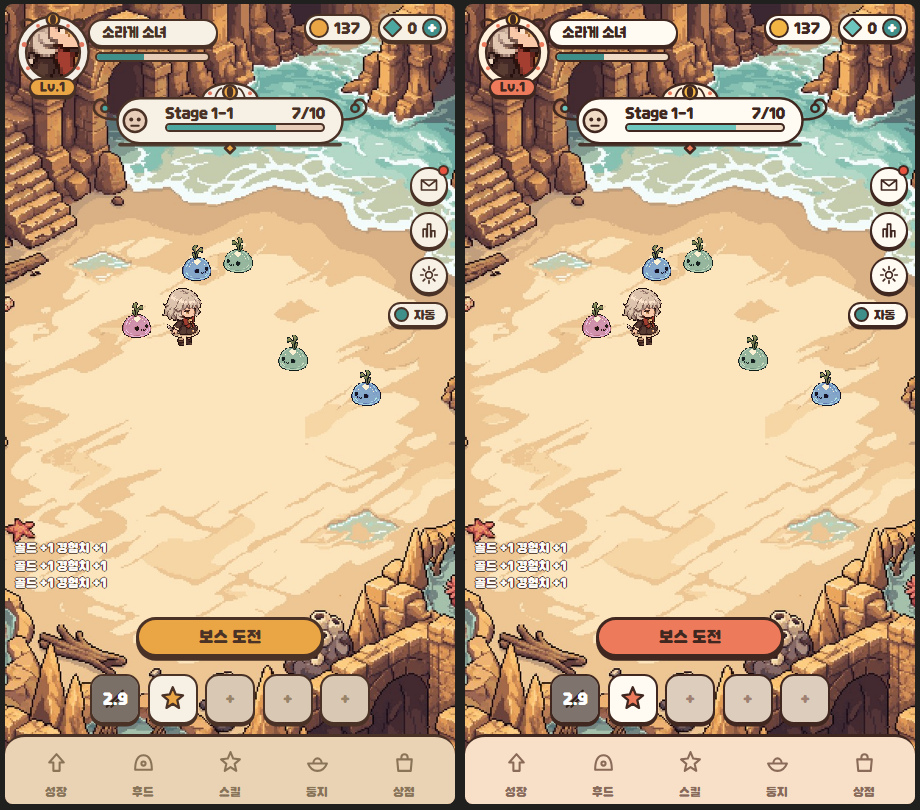 소라게 소녀
137
0
Lv.1
Stage 1-1
7/10
자동
골드 +1 경험치 +1
골드 +1 경험치 +1
골드 +1 경험치 +1
보스 도전
2.9
성장
후드
스킬
둥지
상점
소라게 소녀
137
0
Lv.1
Stage 1-1
7/10
자동
골드 +1 경험치 +1
골드 +1 경험치 +1
골드 +1 경험치 +1
보스 도전
2.9
성장
후드
스킬
둥지
상점